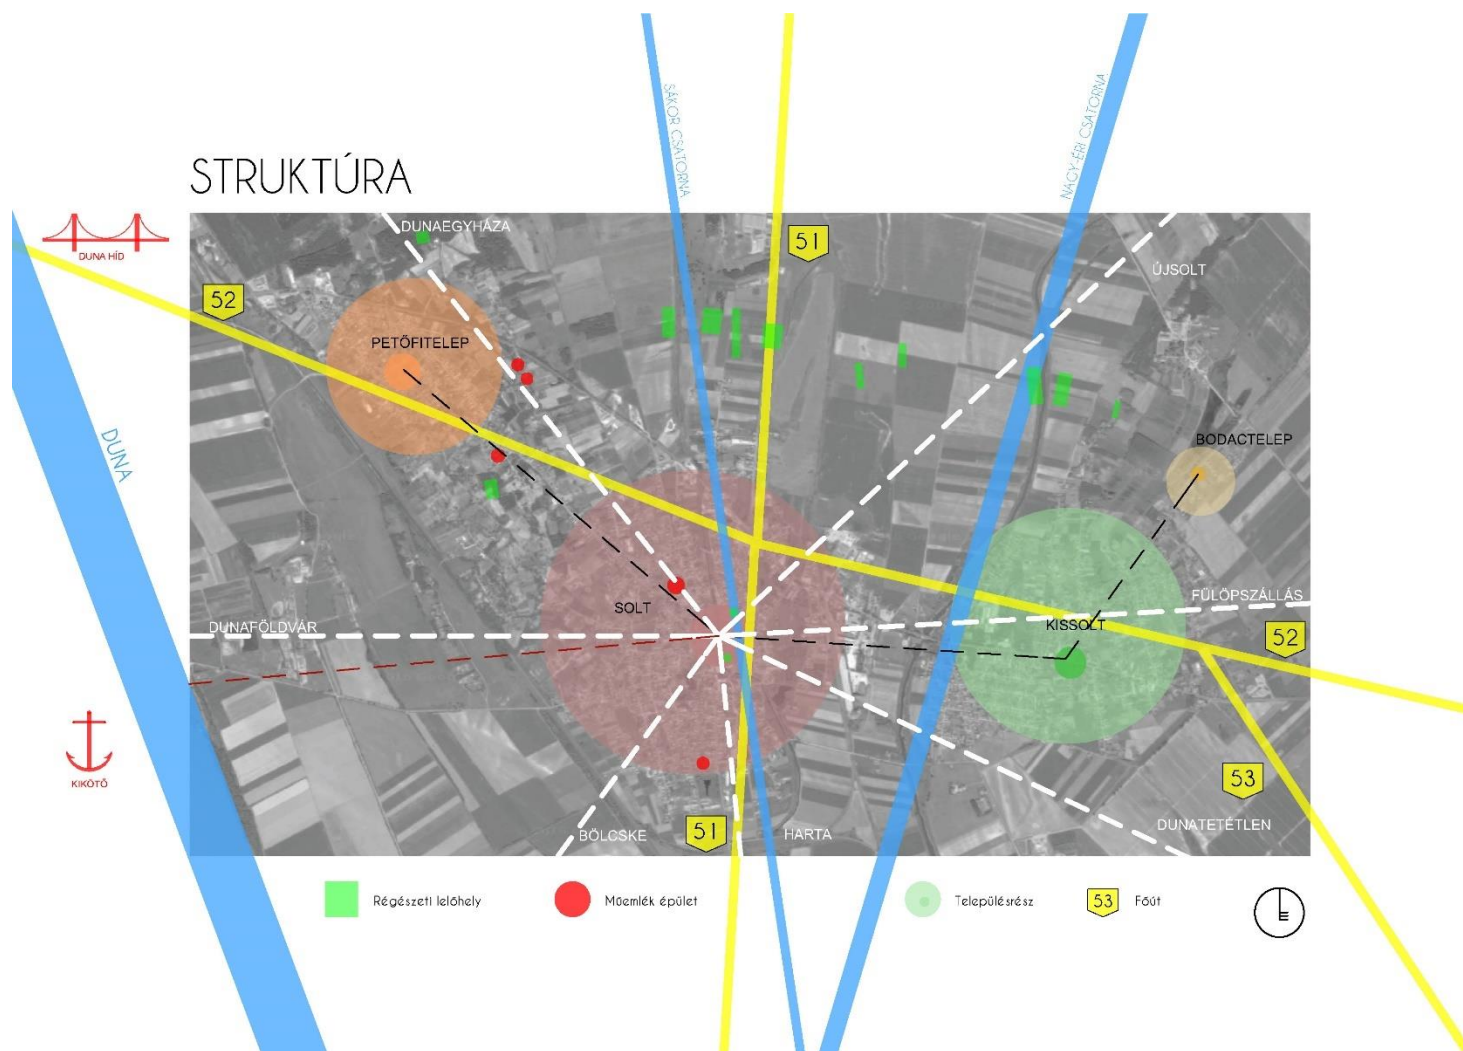 SÁKOR CSATORNA
NAGY-ÉRI CSATORNA
STRUKTÚRA
DUNAEGYHÁZA
51
DUNA HÍD
ÚJSOLT
52
PETŐFITELEP
DUNA
BODACTELEP
FÜLÖPSZÁLLÁS
SOLT
DUNAFÖLDVÁR
KISSOLT
52
KIKÖTŐ
53
BÖLCSKE
51
HARTA
DUNATETÉTLEN
Régészeti lelőhely
Műemlék épület
Településrész
53
Főút